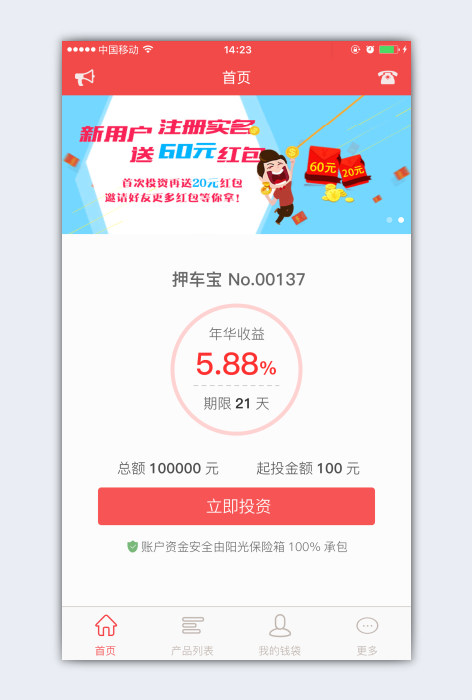 中国移动 14:23
首页
新用户 注册实名
送 60元 红包
首次投资再送20元红包
邀请好友更多红包等你拿！
60元
20元
押车宝 No.00137
年华收益
5.88%
期限 21 天
总额 100000 元 起投金额 100 元
立即投资
账户资金安全由阳光保险箱 100% 承包
首页 产品列表 我的钱袋 更多